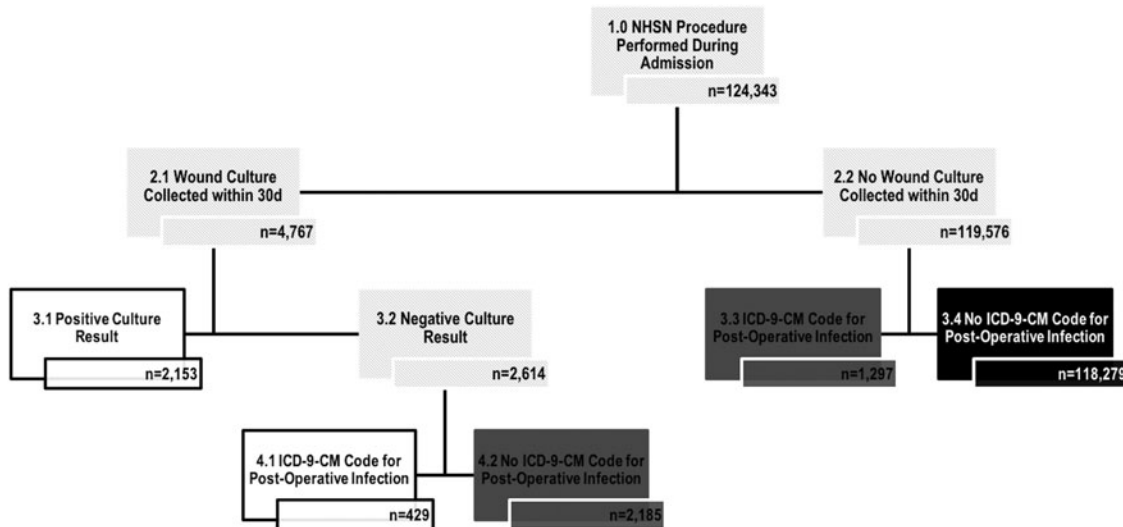 1.0 NHSN Procedure
Performed During
Admission
n=124,343
2.1 Wound Culture
Collected within 30d
n=4,767
2.2 No Wound Culture
Collected within 30d
n=119,576
3.1 Positive Culture
Result
n=2,153
3.2 Negative Culture
Result
n=2,614
3.3 ICD-9-CM Code for
Post-Operative Infection
n=1,297
3.4 No ICD-9-CM Code for
Post-Operative Infection
n=118,279
4.1 ICD-9-CM Code for
Post-Operative Infection
n=429
4.2 No ICD-9-CM Code for
Post-Operative Infection
n=2,185